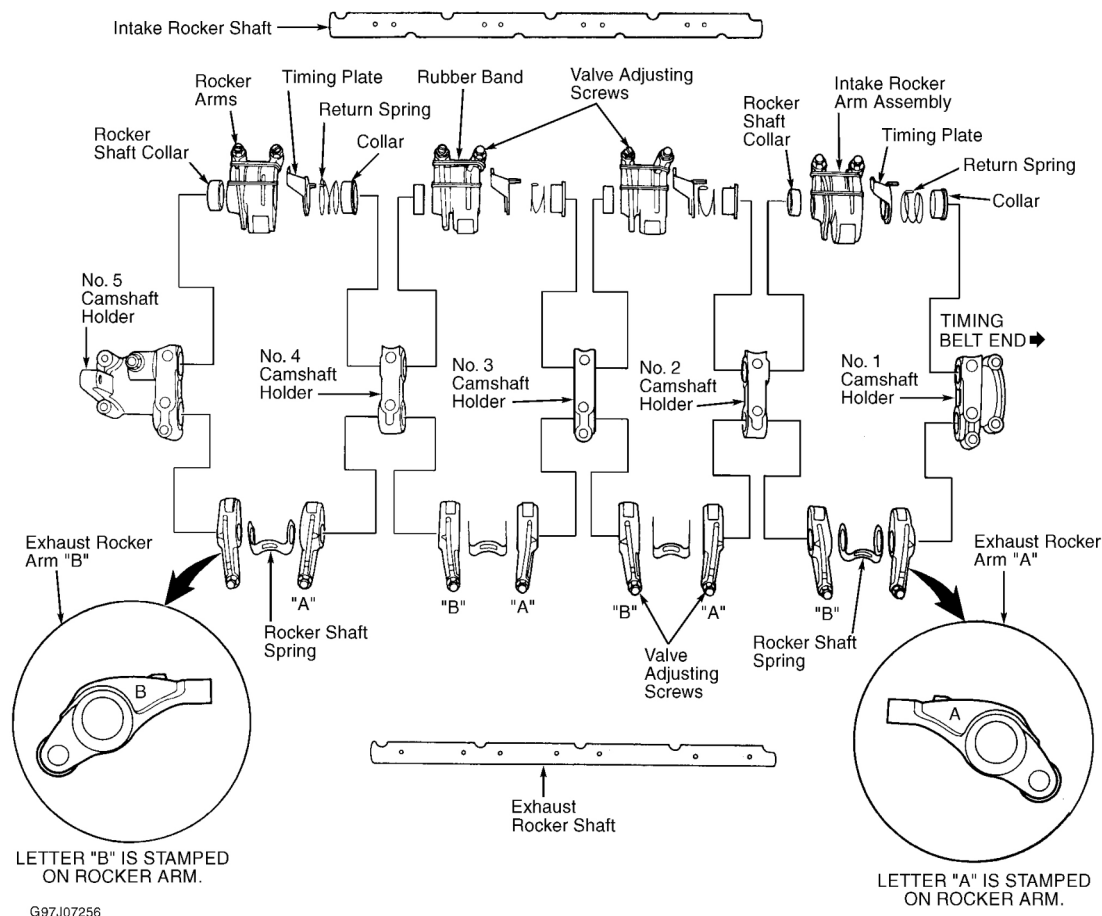 Intake Rocker Shaft
Rocker
Arms
Timing Plate
Return Spring
Rubber Band
Valve Adjusting
Screws
Rocker
Shaft
Collar
Intake Rocker
Arm Assembly
Timing Plate
Return Spring
Collar
Rocker
Shaft Collar
Collar
No. 5
Camshaft
Holder
No. 4
Camshaft
Holder
No. 3
Camshaft
Holder
No. 2
Camshaft
Holder
No. 1
Camshaft
Holder
TIMING
BELT END
Exhaust Rocker
Arm "B"
"A"
Rocker Shaft
Spring
"B"
"A"
"B"
"A"
Valve
Adjusting
Screws
"B"
Rocker Shaft
Spring
Exhaust Rocker
Arm "A"
B
A
Exhaust
Rocker Shaft
LETTER "B" IS STAMPED
ON ROCKER ARM.
LETTER "A" IS STAMPED
ON ROCKER ARM.
G97J07256